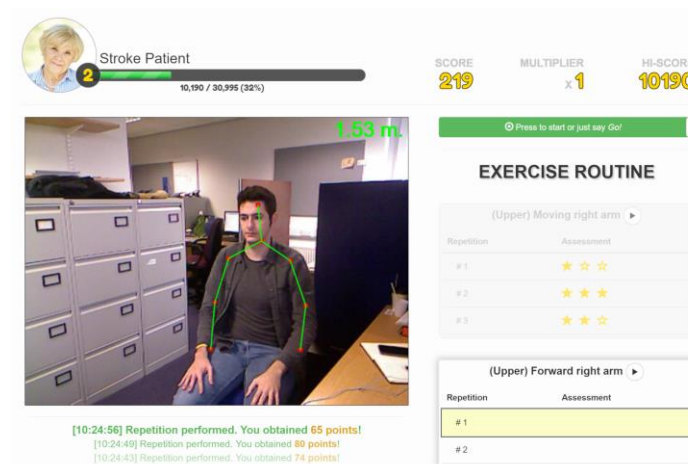 Stroke Patient
2
10,190 / 30,995 (32%)
SCORE
219
MULTIPLIER
x1
HI-SCOR
10190
1.53 m.
Press to start or just say Go!
EXERCISE ROUTINE
(Upper) Moving right arm
Repetition Assessment
# 1
# 2
# 3
(Upper) Forward right arm
Repetition Assessment
# 1
# 2
[10:24:56] Repetition performed. You obtained 65 points!
[10:24:49] Repetition performed. You obtained 80 points!
[10:24:43] Repetition performed. You obtained 74 points!